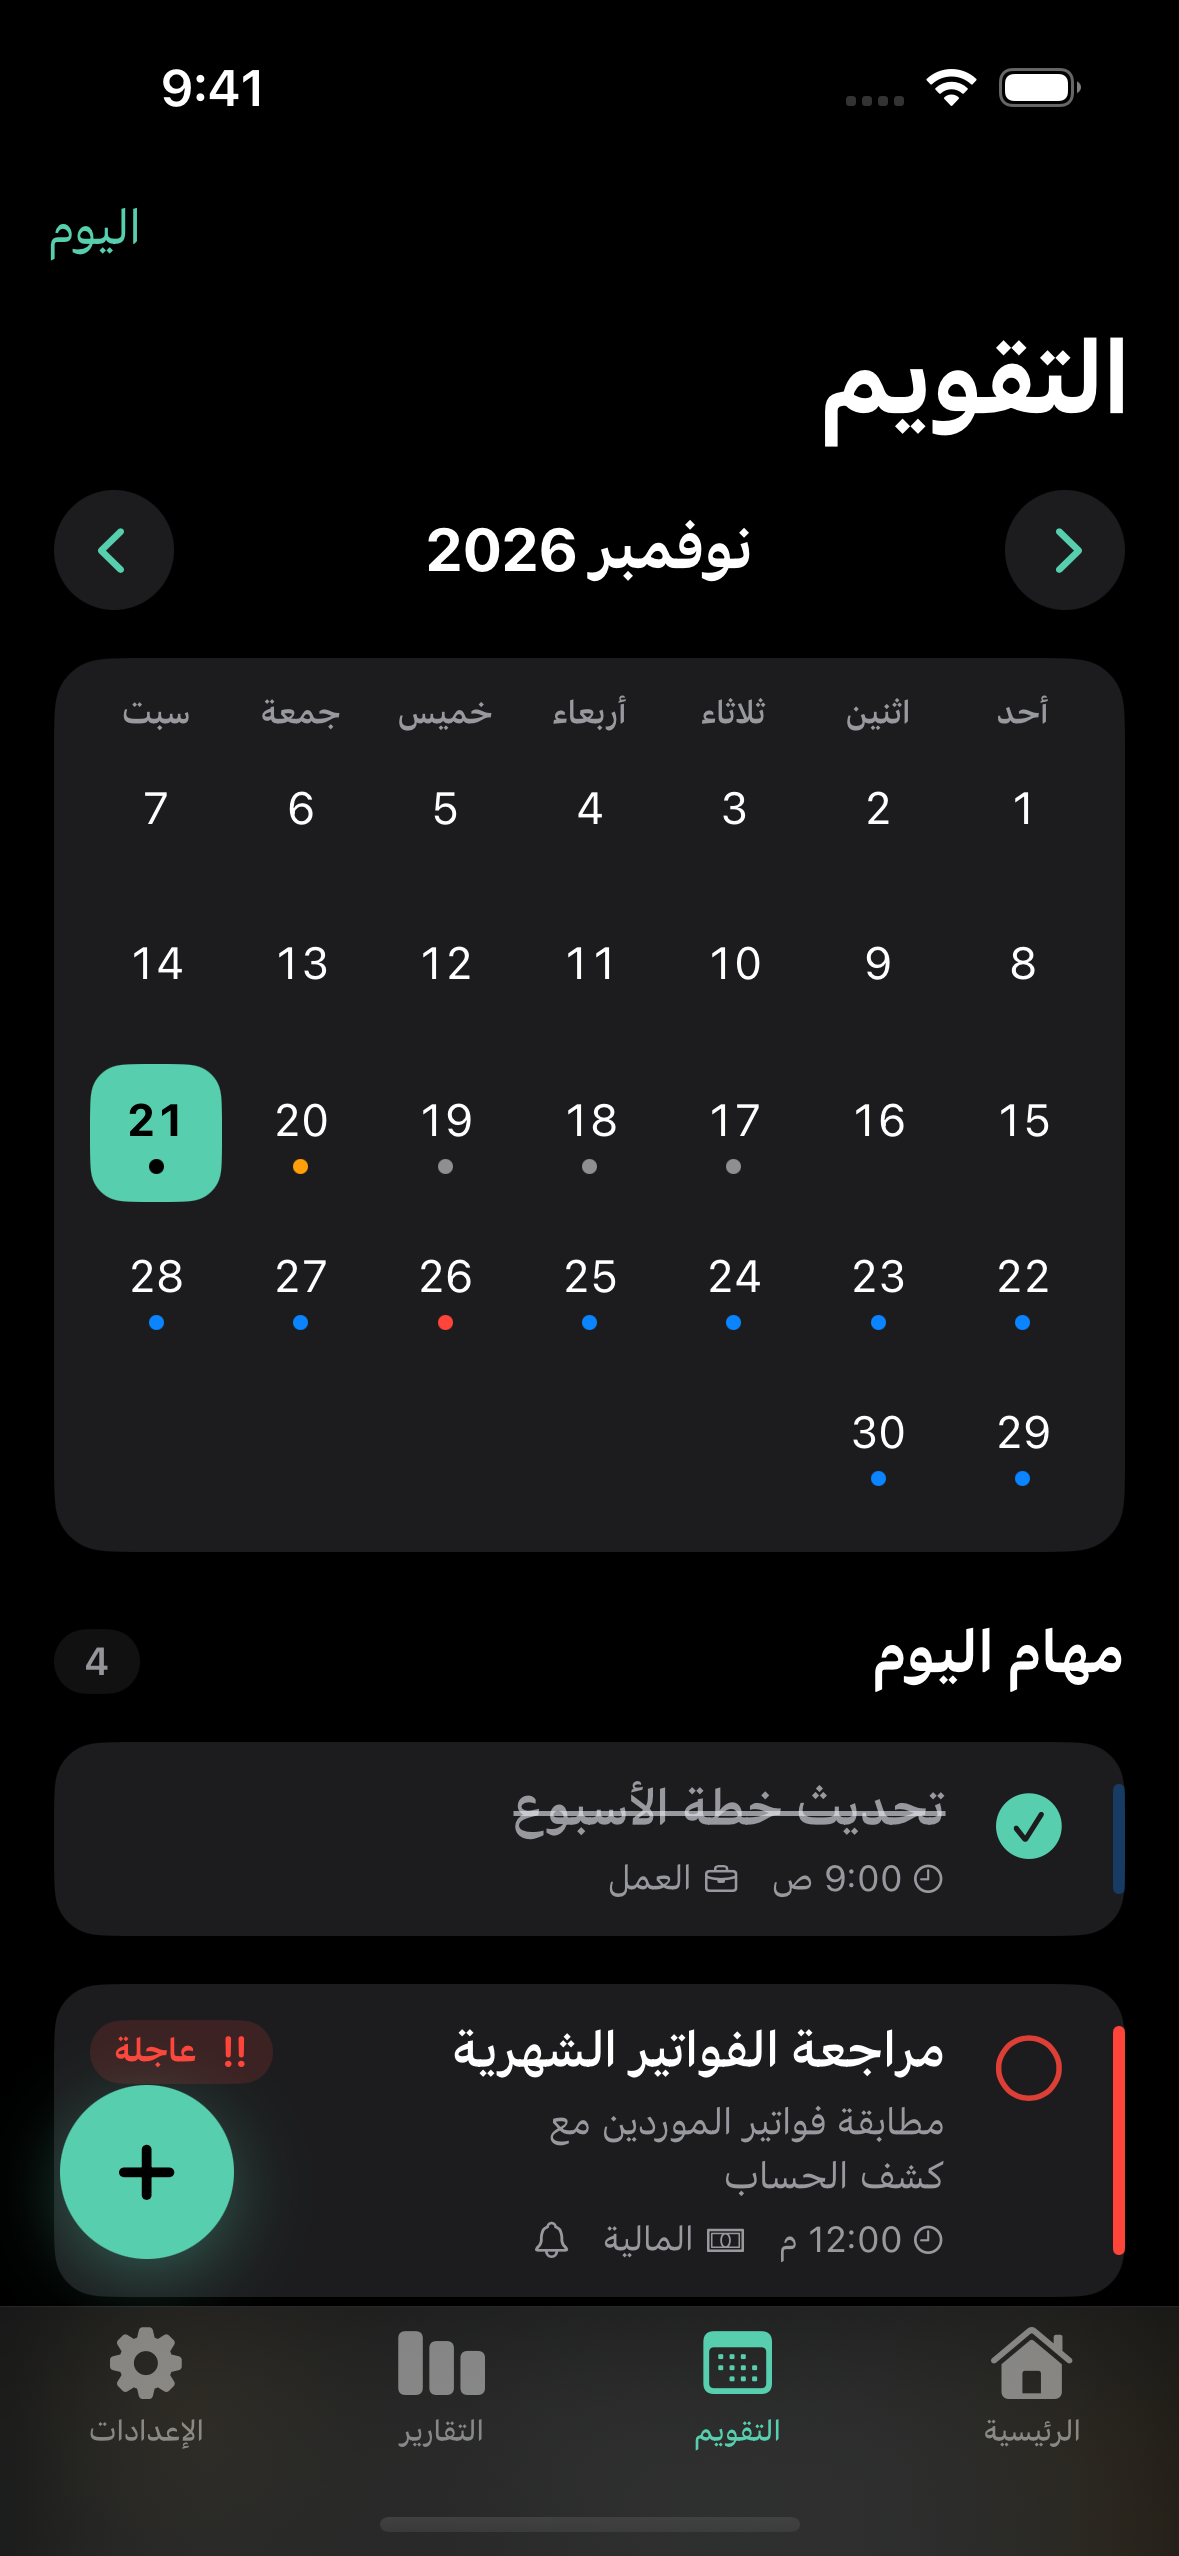 9:41
اليوم
التقويم
نوفمبر 2026
أحد اثنين ثلاثاء أربعاء خميس جمعة سبت
1 2 3 4 5 6 7
8 9 10 11 12 13 14
15 16 17 18 19 20 21
22 23 24 25 26 27 28
29 30
مهام اليوم 4
تحديث خطة الأسبوع
9:00 ص العمل
مراجعة الفواتير الشهرية !! عاجلة
مطابقة فواتير الموردين مع
كشف الحساب
12:00 م المالية
الرئيسية التقويم التقارير الإعدادات